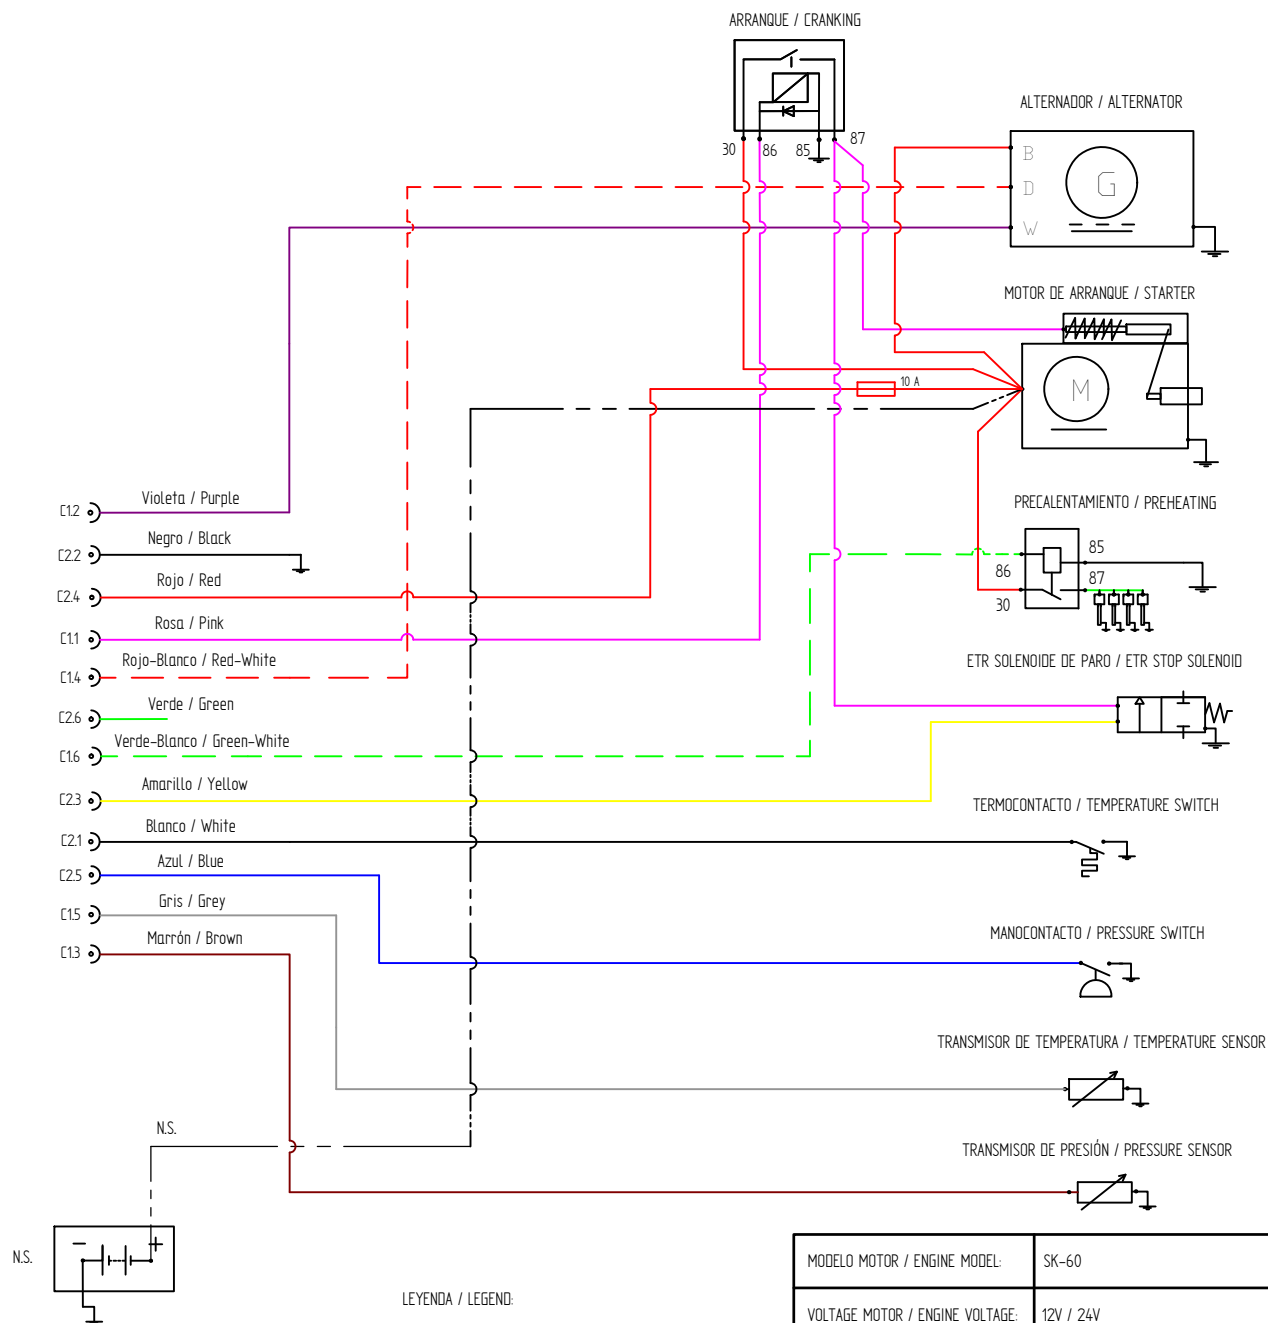 ARRANQUE / CRANKING
30
86
85
87
ALTERNADOR / ALTERNATOR
B
D
W
G
MOTOR DE ARRANQUE / STARTER
M
10 A
PRECALENTAMIENTO / PREHEATING
86
30
85
87
ETR SOLENOIDE DE PARO / ETR STOP SOLENOID
TERMOCONTACTO / TEMPERATURE SWITCH
MANOCONTACTO / PRESSURE SWITCH
TRANSMISOR DE TEMPERATURA / TEMPERATURE SENSOR
TRANSMISOR DE PRESIÓN / PRESSURE SENSOR
C1.2 Violeta / Purple
C2.2 Negro / Black
C2.4 Rojo / Red
C1.1 Rosa / Pink
C1.4 Rojo-Blanco / Red-White
C2.6 Verde / Green
C1.6 Verde-Blanco / Green-White
C2.3 Amarillo / Yellow
C2.1 Blanco / White
C2.5 Azul / Blue
C1.5 Gris / Grey
C1.3 Marrón / Brown
N.S.
N.S.
- +
LEYENDA / LEGEND:
MODELO MOTOR / ENGINE MODEL: SK-60
VOLTAGE MOTOR / ENGINE VOLTAGE: 12V / 24V